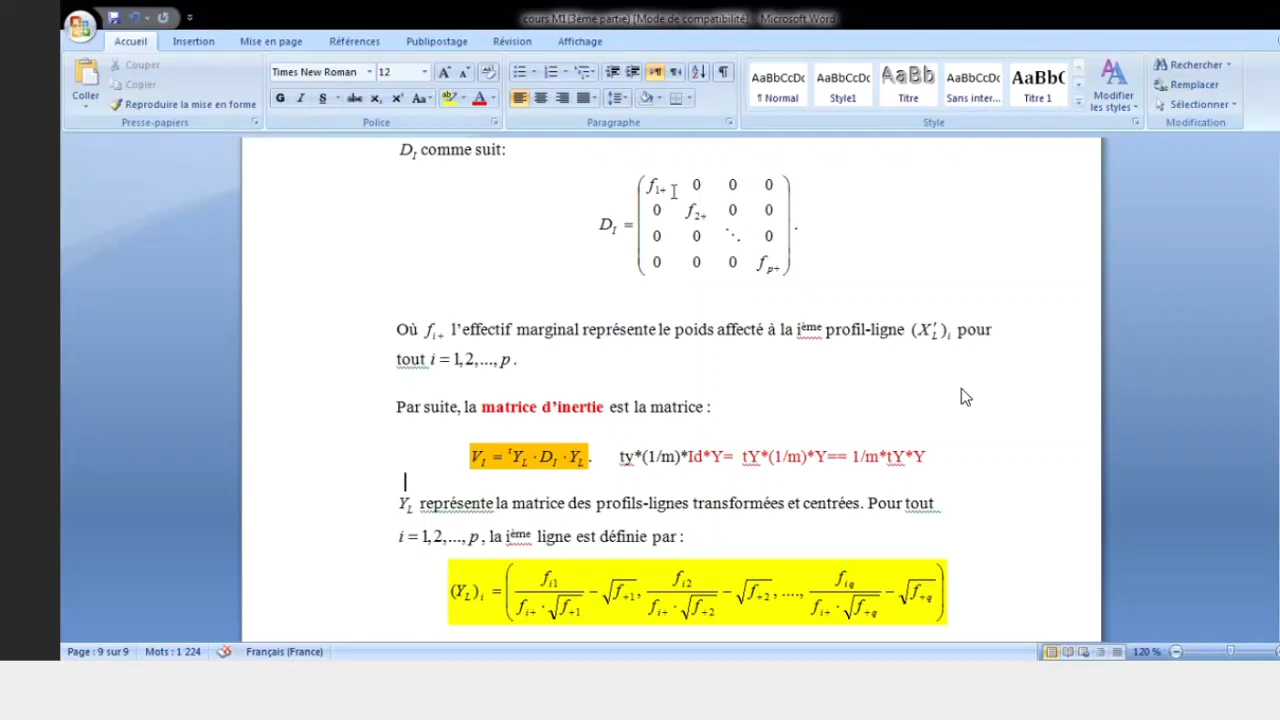 cours M1(3ème partie) [Mode de compatibilité] - Microsoft Word
Accueil Insertion Mise en page Références Publipostage Révision Affichage
Coller
Couper
Copier
Reproduire la mise en forme
Presse-papiers
Times New Roman 12
G I S abc x₂ x² Aa
Police
Paragraphe
AaBbCcDc AaBbCcDc AaBb AaBbCcDc AaBbC
¶ Normal Style1 Titre Sans inter... Titre 1
Modifier les styles
Style
Rechercher
Remplacer
Sélectionner
Modification
D_I comme suit:
f_{1+} 0 0 0
0 f_{2+} 0 0
D_I = .
0 0 ⋱ 0
0 0 0 f_{p+}
Où f_{i+} l'effectif marginal représente le poids affecté à la ième profil-ligne (X'_L)_i pour
tout i = 1,2,..., p .
Par suite, la matrice d'inertie est la matrice :
V_I = ᵗY_L · D_I · Y_L . ty*(1/m)*Id*Y= tY*(1/m)*Y== 1/m*tY*Y
Y_L représente la matrice des profils-lignes transformées et centrées. Pour tout
i = 1,2,..., p , la ième ligne est définie par :
(Y_L)_i = ( f_{i1} / (f_{i+} · √f_{+1}) − √f_{+1}, f_{i2} / (f_{i+} · √f_{+2}) − √f_{+2}, ...., f_{iq} / (f_{i+} · √f_{+q}) − √f_{+q} )
Page : 9 sur 9 Mots : 1 224 Français (France) 120 %